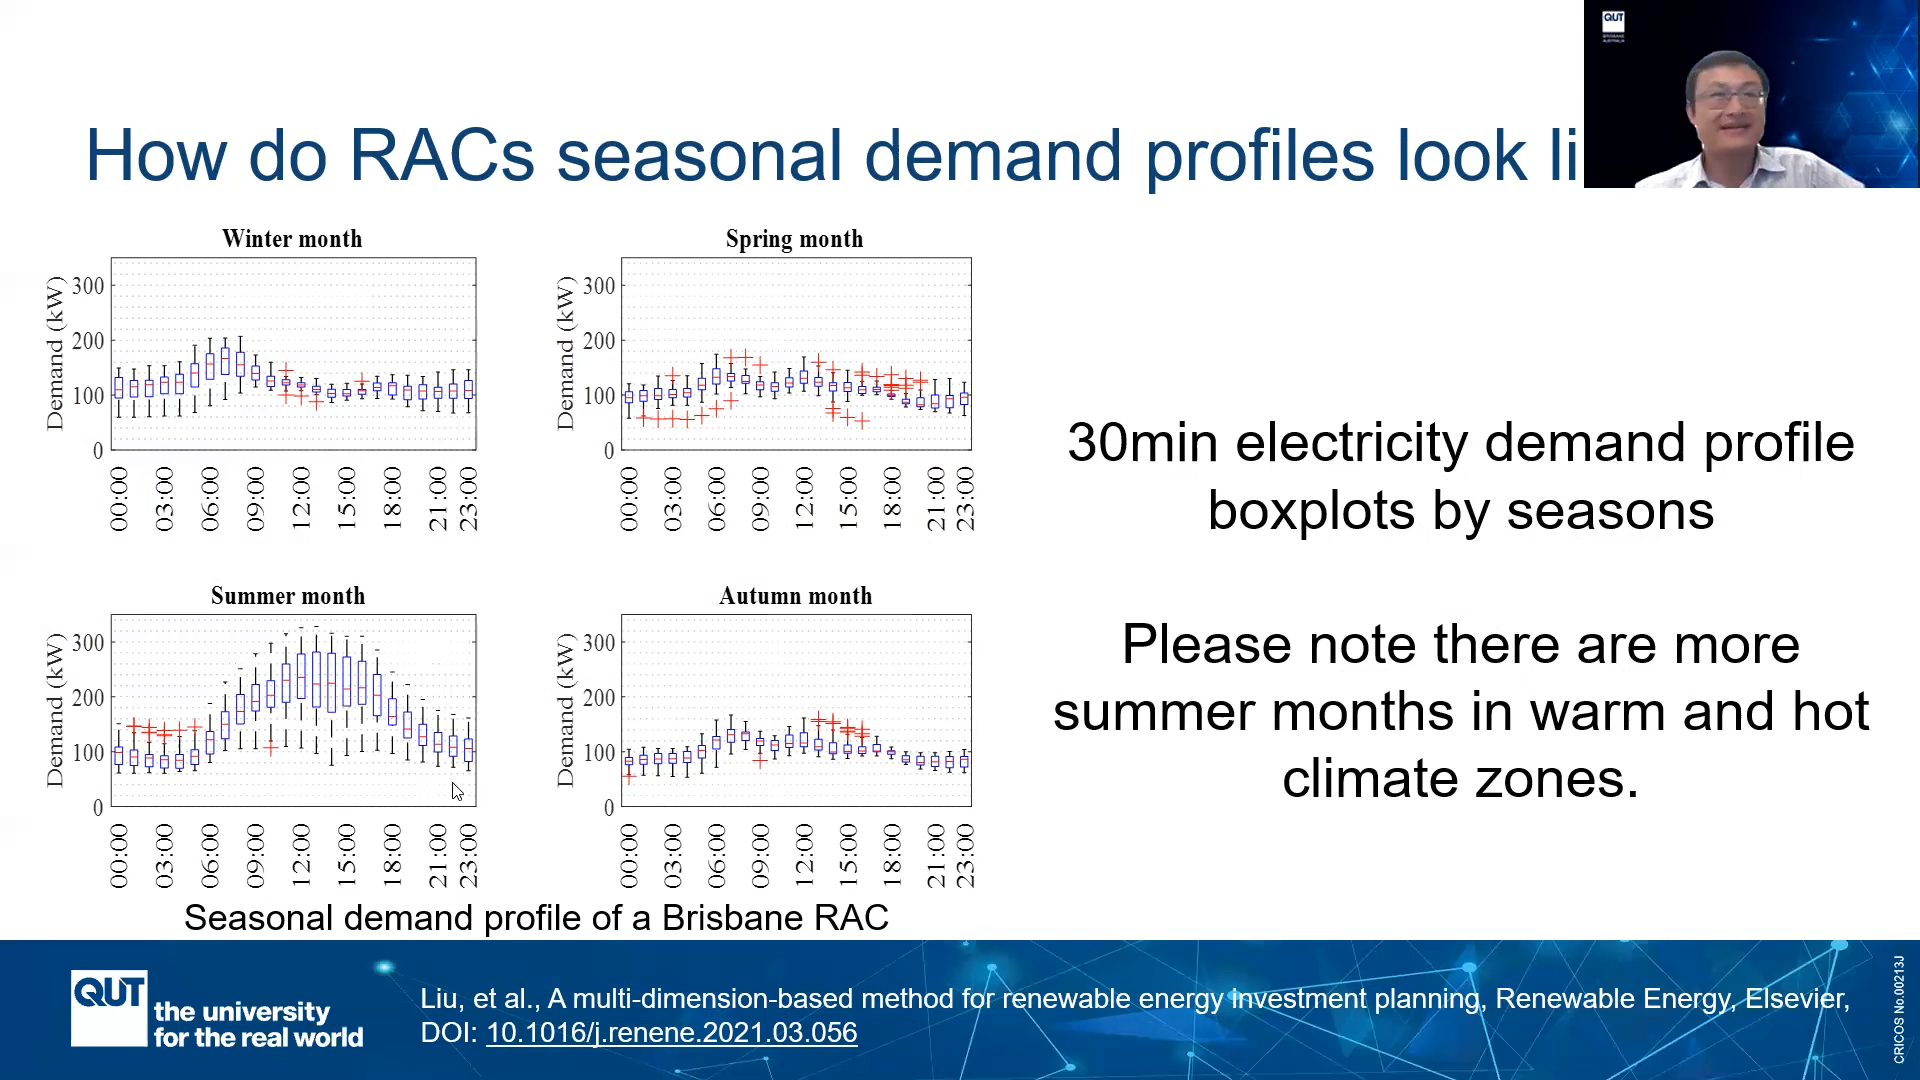 QUT
How do RACs seasonal demand profiles look li
Winter month
Demand (kW)
300
200
100
0
00:00
03:00
06:00
09:00
12:00
15:00
18:00
21:00
23:00
Spring month
Demand (kW)
300
200
100
0
00:00
03:00
06:00
09:00
12:00
15:00
18:00
21:00
23:00
30min electricity demand profile
boxplots by seasons
Please note there are more
summer months in warm and hot
climate zones.
Summer month
Demand (kW)
300
200
100
0
00:00
03:00
06:00
09:00
12:00
15:00
18:00
21:00
23:00
Autumn month
Demand (kW)
300
200
100
0
00:00
03:00
06:00
09:00
12:00
15:00
18:00
21:00
23:00
Seasonal demand profile of a Brisbane RAC
QUT
the university
for the real world
Liu, et al., A multi-dimension-based method for renewable energy investment planning, Renewable Energy, Elsevier,
DOI: 10.1016/j.renene.2021.03.056
CRICOS No.00213J